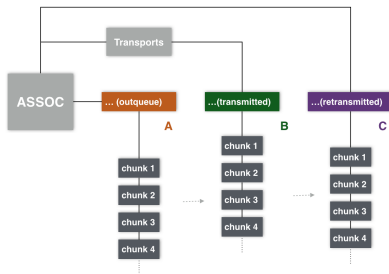 Transports
ASSOC
... (outqueue)
...(transmitted)
...(retransmitted)
A
B
C
chunk 1
chunk 2
chunk 3
chunk 4
chunk 1
chunk 2
chunk 3
chunk 4
chunk 1
chunk 2
chunk 3
chunk 4